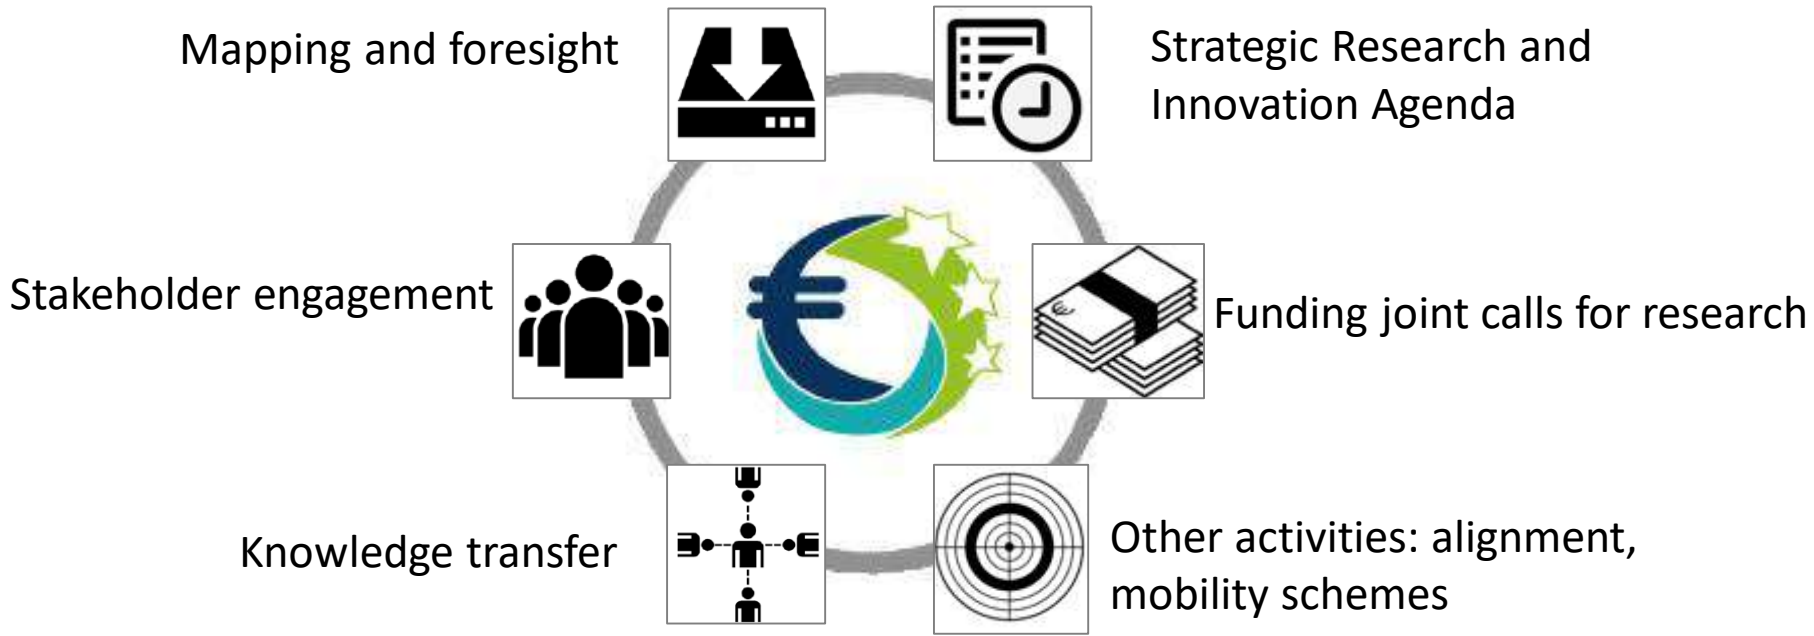 Mapping and foresight
Strategic Research and
Innovation Agenda
Stakeholder engagement
Funding joint calls for research
Knowledge transfer
Other activities: alignment,
mobility schemes